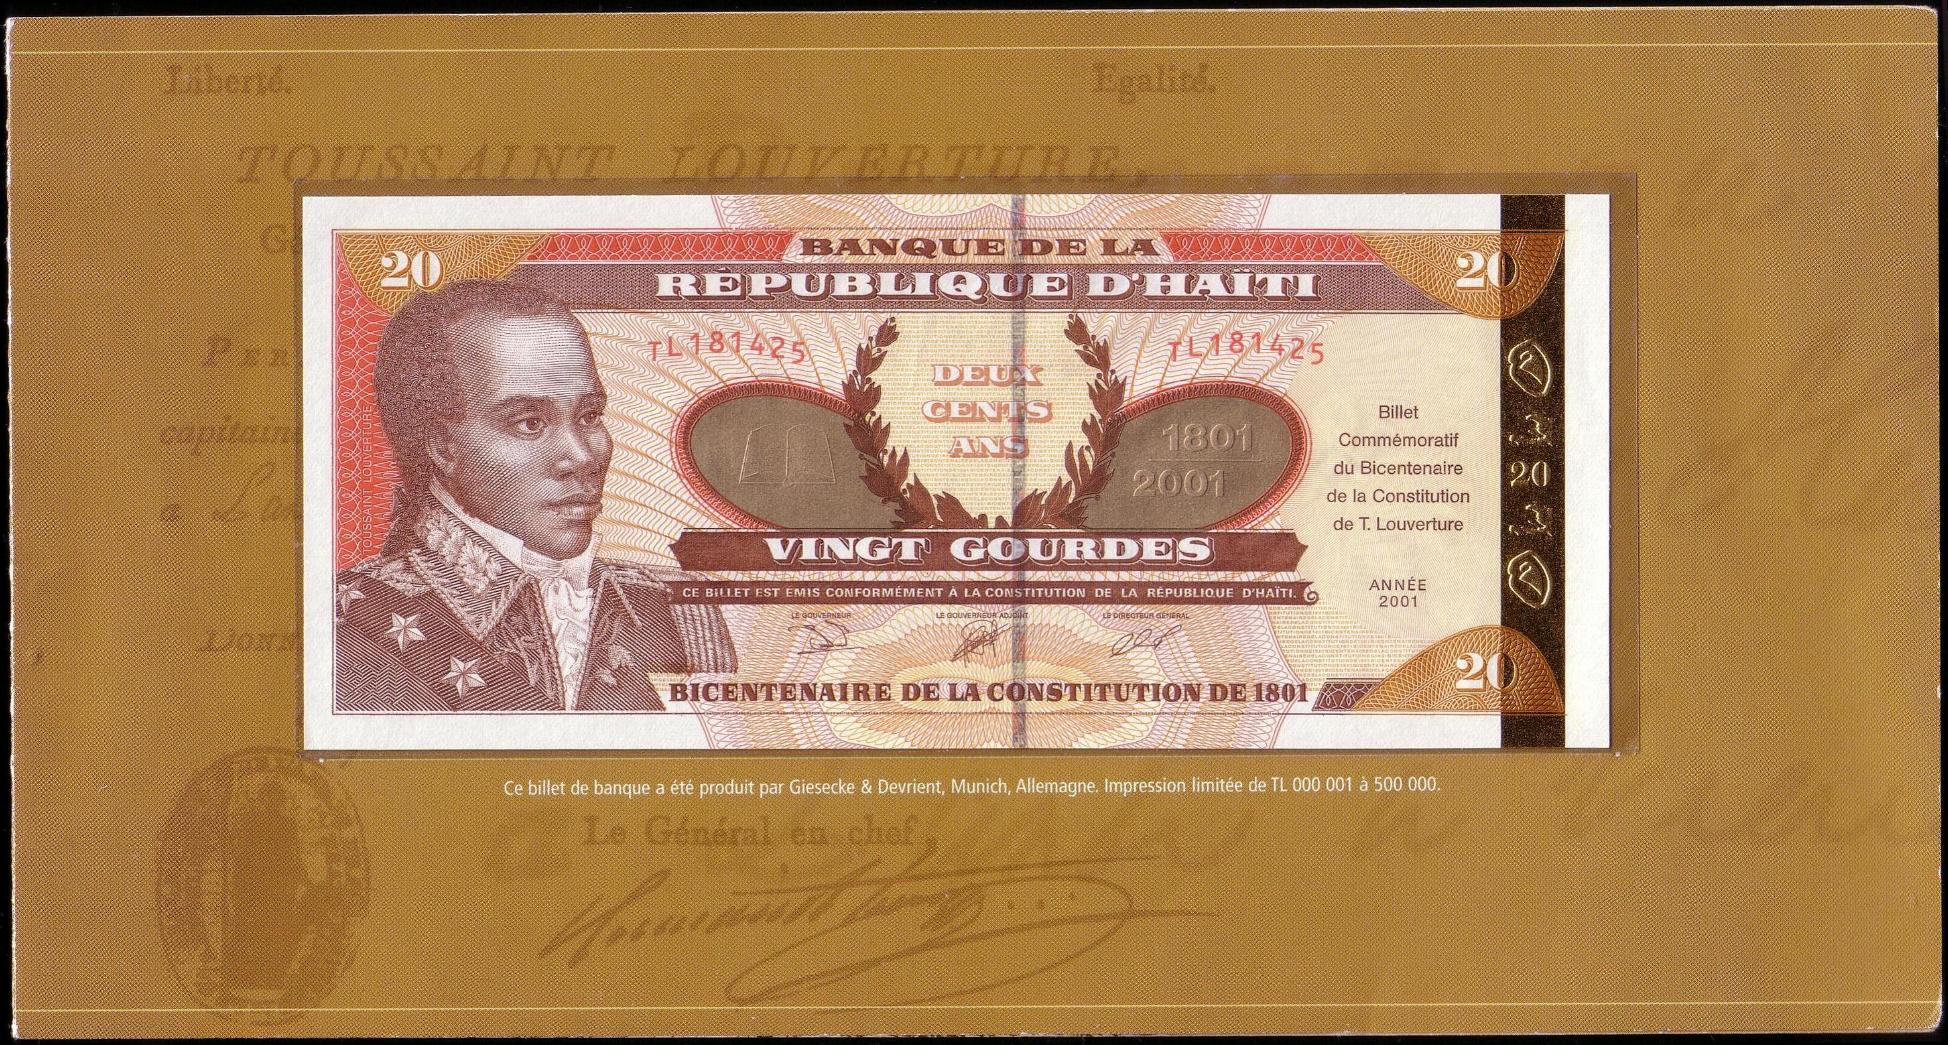 Liberté. Egalité.
TOUSSAINT LOUVERTURE,
BANQUE DE LA
20 20
RÉPUBLIQUE D'HAÏTI
TL181425 TL181425
DEUX
CENTS
ANS
1801
2001
Billet
Commémoratif
du Bicentenaire
de la Constitution
de T. Louverture
20
TOUSSAINT LOUVERTURE
VINGT GOURDES
CE BILLET EST EMIS CONFORMÉMENT À LA CONSTITUTION DE LA RÉPUBLIQUE D'HAÏTI.
ANNÉE
2001
LE GOUVERNEUR LE GOUVERNEUR ADJOINT LE DIRECTEUR GÉNÉRAL
20
BICENTENAIRE DE LA CONSTITUTION DE 1801
Ce billet de banque a été produit par Giesecke & Devrient, Munich, Allemagne. Impression limitée de TL 000 001 à 500 000.
Le Général en chef,